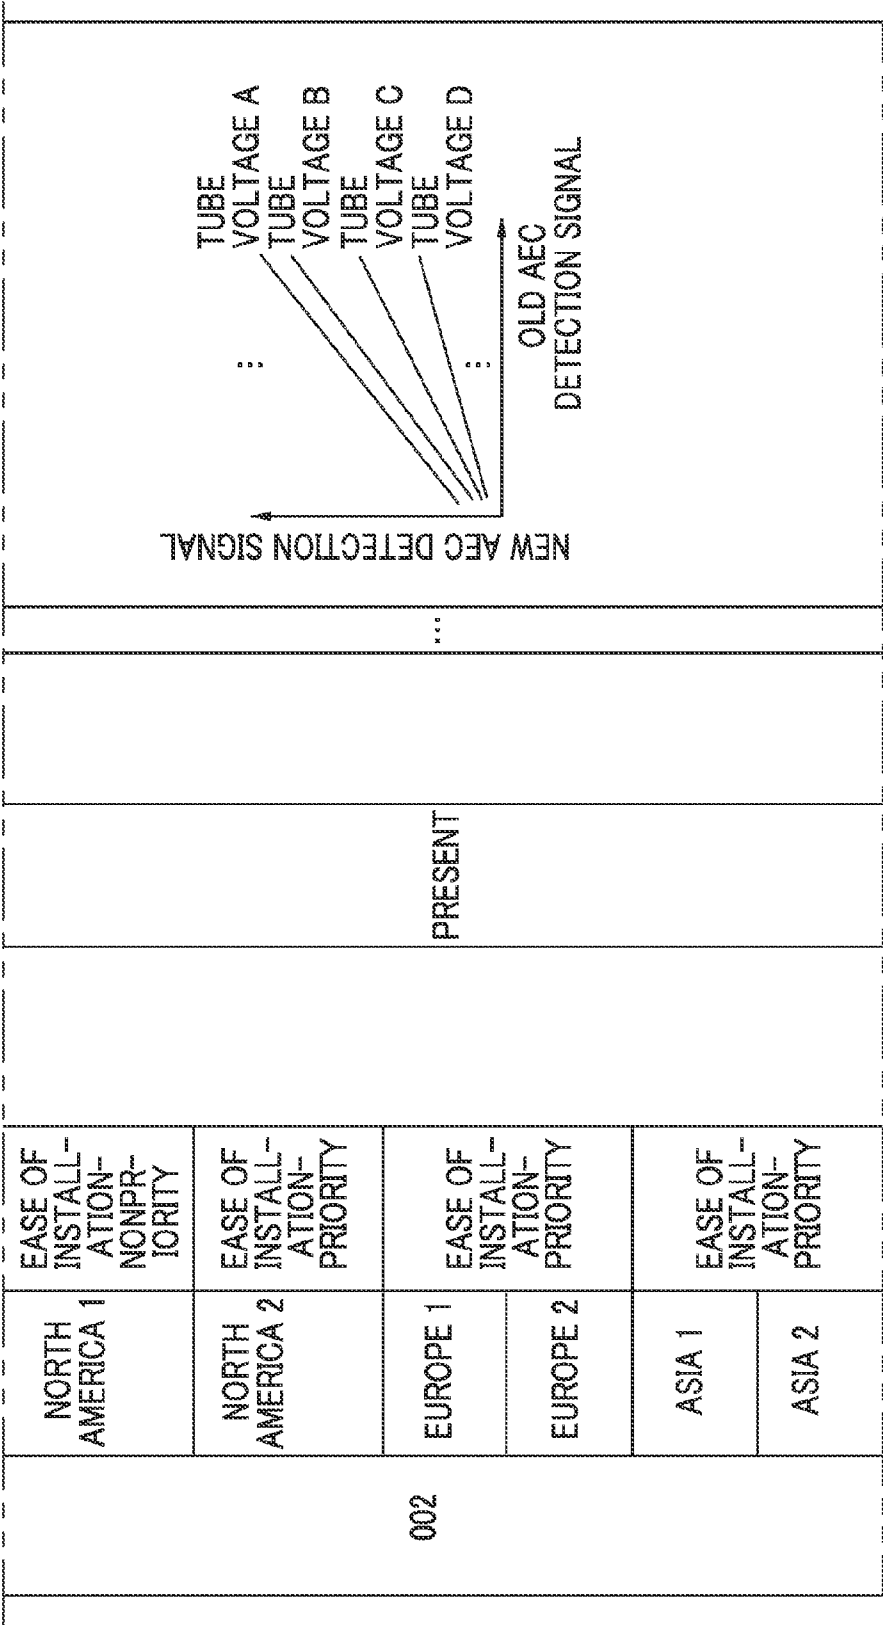 002
NORTH
AMERICA 1
EASE OF
INSTALL-
ATION-
NONPR-
IORITY
NORTH
AMERICA 2
EASE OF
INSTALL-
ATION-
PRIORITY
EUROPE 1
EUROPE 2
EASE OF
INSTALL-
ATION-
PRIORITY
ASIA 1
ASIA 2
EASE OF
INSTALL-
ATION-
PRIORITY
PRESENT
...
NEW AEC DETECTION SIGNAL
...
...
TUBE
VOLTAGE A
TUBE
VOLTAGE B
TUBE
VOLTAGE C
TUBE
VOLTAGE D
OLD AEC
DETECTION SIGNAL